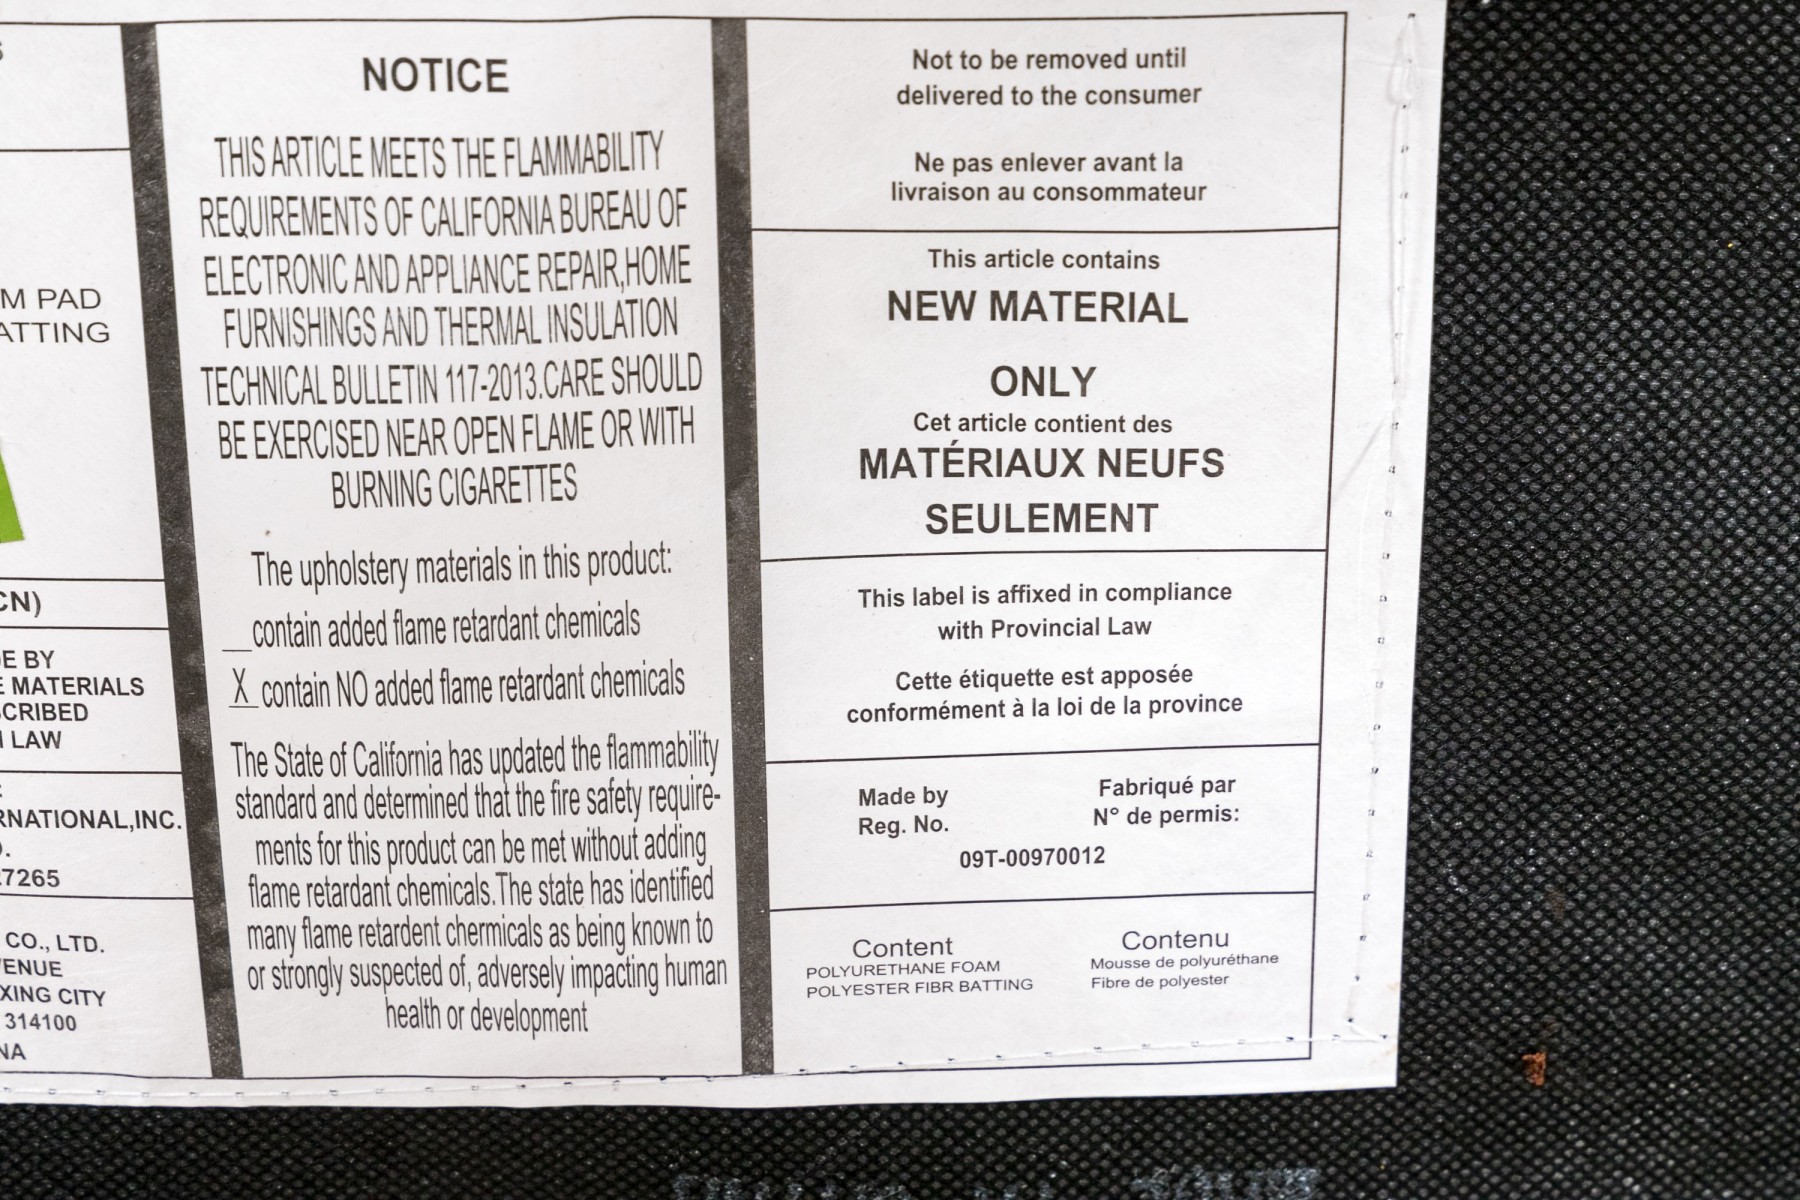 M PAD
ATTING
CN)
E BY
E MATERIALS
CRIBED
LAW
RNATIONAL,INC.
7265
CO., LTD.
ENUE
XING CITY
314100
NA
NOTICE
THIS ARTICLE MEETS THE FLAMMABILITY
REQUIREMENTS OF CALIFORNIA BUREAU OF
ELECTRONIC AND APPLIANCE REPAIR,HOME
FURNISHINGS AND THERMAL INSULATION
TECHNICAL BULLETIN 117-2013.CARE SHOULD
BE EXERCISED NEAR OPEN FLAME OR WITH
BURNING CIGARETTES
The upholstery materials in this product:
__contain added flame retardant chemicals
X contain NO added flame retardant chemicals
The State of California has updated the flammability
standard and determined that the fire safety require-
ments for this product can be met without adding
flame retardant chemicals.The state has identified
many flame retardent chermicals as being known to
or strongly suspected of, adversely impacting human
health or development
Not to be removed until
delivered to the consumer
Ne pas enlever avant la
livraison au consommateur
This article contains
NEW MATERIAL
ONLY
Cet article contient des
MATÉRIAUX NEUFS
SEULEMENT
This label is affixed in compliance
with Provincial Law
Cette étiquette est apposée
conformément à la loi de la province
Made by
Reg. No.
Fabriqué par
N° de permis:
09T-00970012
Content
POLYURETHANE FOAM
POLYESTER FIBR BATTING
Contenu
Mousse de polyuréthane
Fibre de polyester